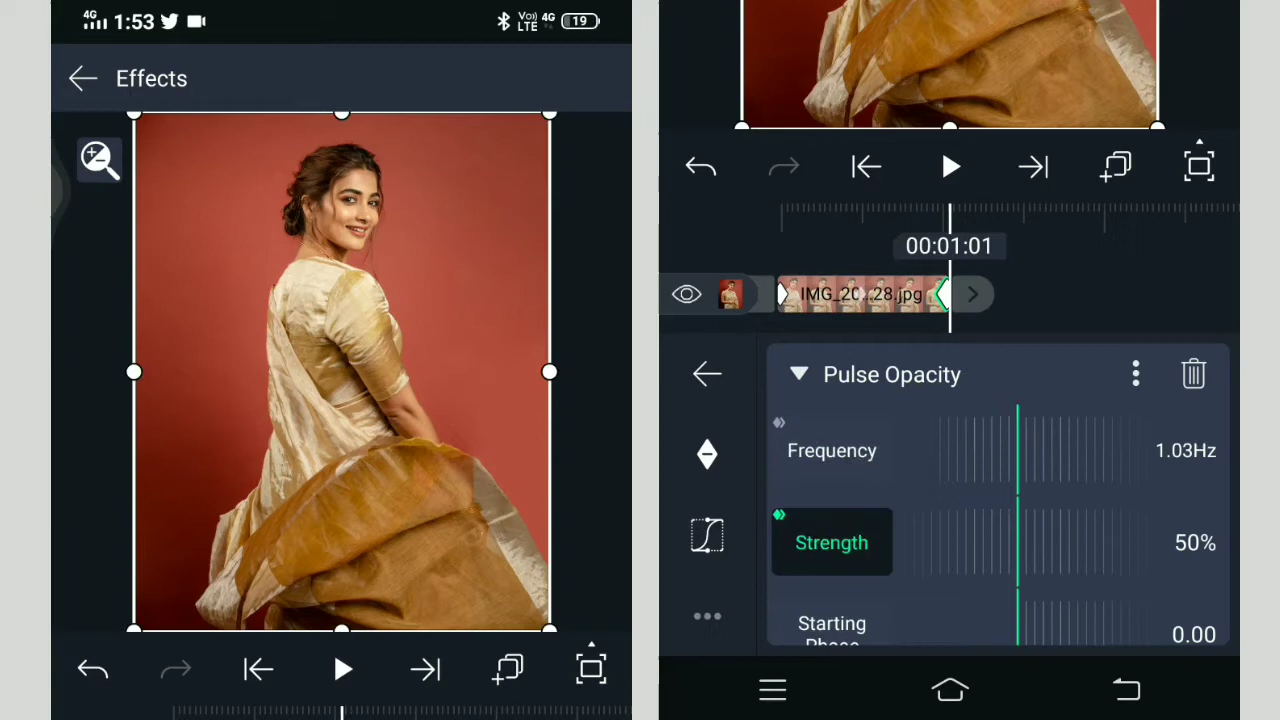 4G 1:53 Vo) LTE 4G 19
Effects
00:01:01
IMG_20...28.jpg
Pulse Opacity
Frequency 1.03Hz
Strength 50%
Starting 0.00